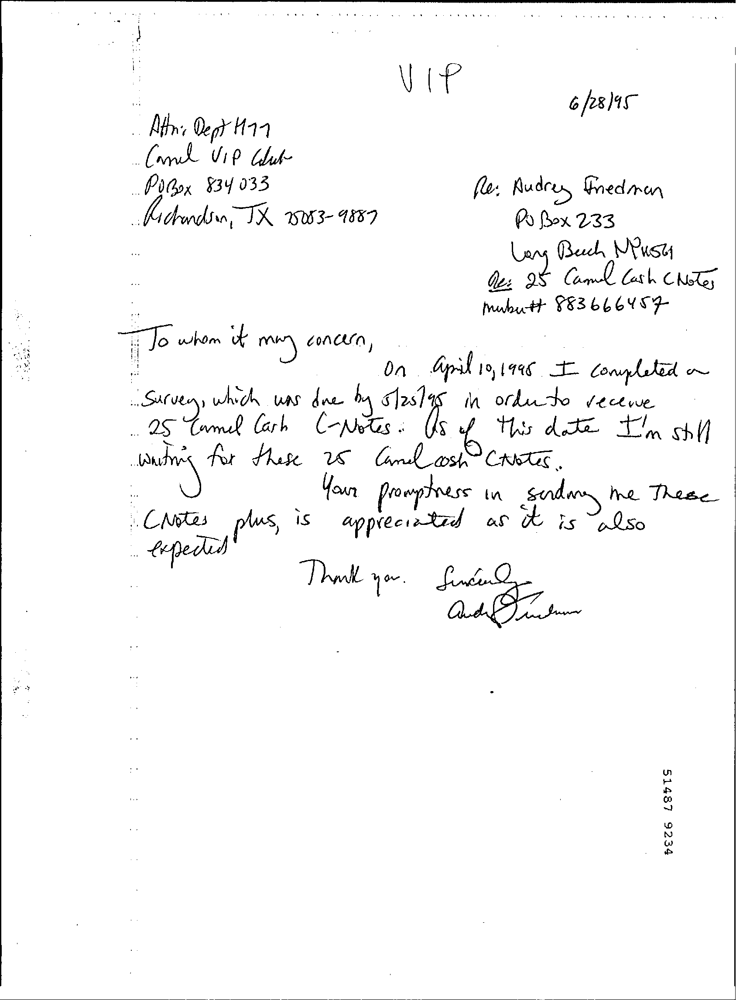 VIP
6/28/95
Attn: Dept H77
Camel VIP Club
PO Box 834033
Richardson, TX 75083-9887
Re: Audrey Friedman
PO Box 233
Long Beach NY 11561
Re: 25 Camel Cash CNotes
883666457
To whom it may concern,
On April 10, 1995 I completed a
survey, which was due by 5/25/95 in order to receive
25 Camel Cash C-Notes. As of this date I'm still
waiting for these 25 Camel cash CNotes.
Your promptness in sending me these
CNotes plus, is appreciated as it is also
expected
Thank you. Sincerely
Audrey Friedman
51487 9234